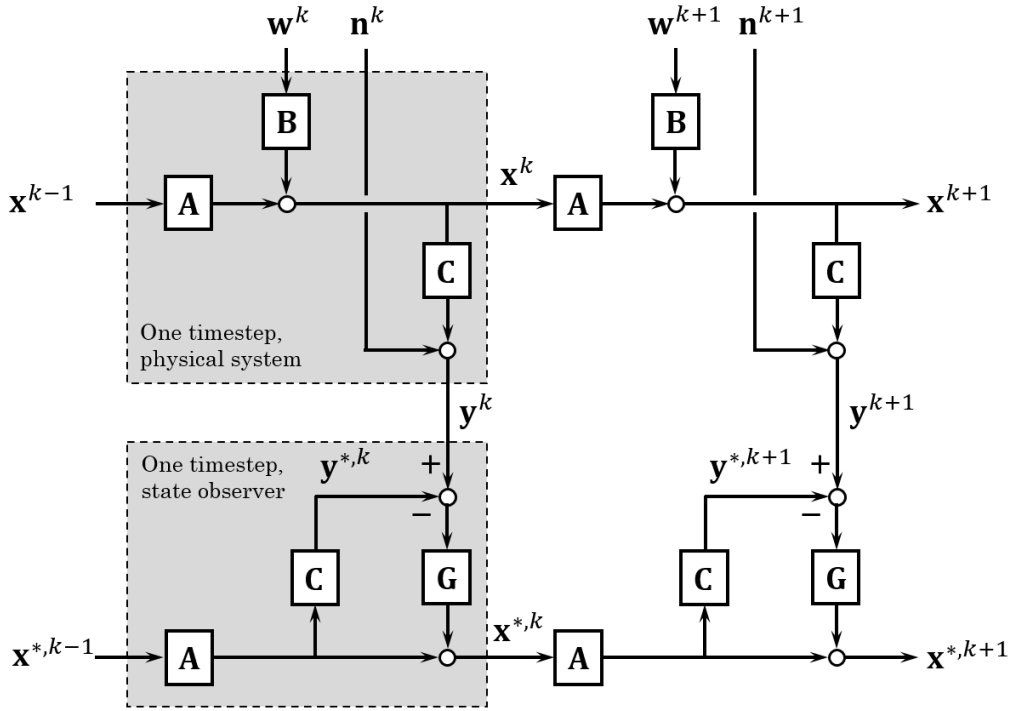 w^k n^k w^{k+1} n^{k+1}
B B
x^{k−1} A x^k A x^{k+1}
C C
One timestep,
physical system
y^k y^{k+1}
One timestep,
state observer
y^{*,k} + y^{*,k+1} +
− −
C G C G
x^{*,k−1} A x^{*,k} A x^{*,k+1}